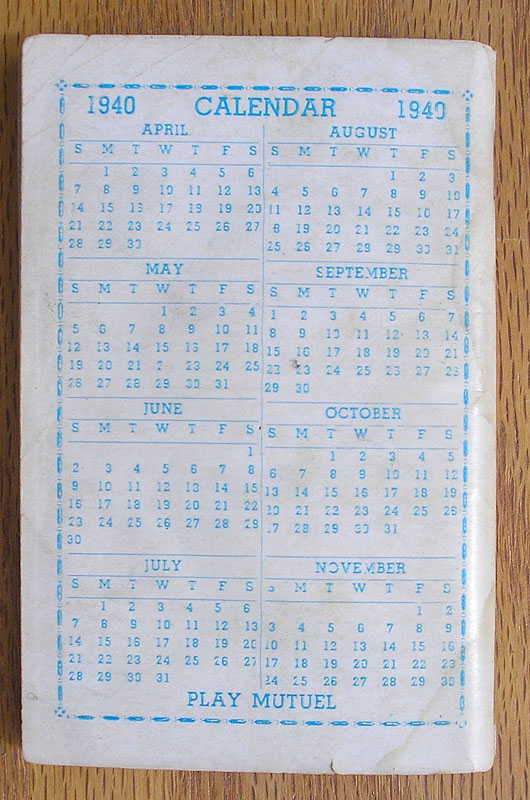 1940 CALENDAR 1940
APRIL
S M T W T F S
1 2 3 4 5 6
7 8 9 10 11 12 13
14 15 16 17 18 19 20
21 22 23 24 25 26 27
28 29 30
MAY
S M T W T F S
1 2 3 4
5 6 7 8 9 10 11
12 13 14 15 16 17 18
19 20 21 2 23 24 25
26 27 28 29 30 31
JUNE
S M T W T F S
1
2 3 4 5 6 7 8
9 10 11 12 13 14 15
16 17 18 19 20 21 22
23 24 25 26 27 28 29
30
JULY
S M T W T F S
1 2 3 4 5 6
7 8 9 10 11 12 13
14 15 16 17 18 19 20
21 22 23 24 25 26 27
28 29 30 31
AUGUST
S M T W T F S
1 2 3
4 5 6 7 8 9 10
11 12 13 14 15 16 17
18 19 20 21 22 23 24
25 26 27 28 29 30 31
SEPTEMBER
S M T W T F S
1 2 3 4 5 6 7
8 9 10 11 12 13 14
15 16 17 18 19 20 21
22 23 24 25 26 27 28
29 30
OCTOBER
S M T W T F S
1 2 3 4 5
6 7 8 9 10 11 12
13 14 15 16 17 18 19
20 21 22 23 24 25 26
27 28 29 30 31
NOVEMBER
S M T W T F S
1 2
3 4 5 6 7 8 9
10 11 12 13 14 15 16
17 18 19 20 21 22 23
24 25 26 27 28 29 30
PLAY MUTUEL